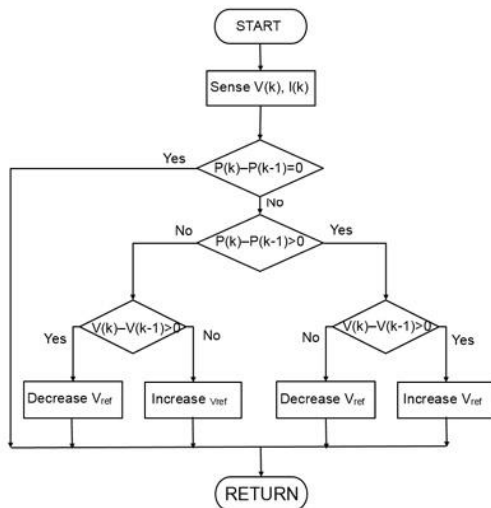 START
Sense V(k), I(k)
Yes
P(k)–P(k-1)=0
No
No
P(k)–P(k-1)>0
Yes
V(k)–V(k-1)>0
V(k)–V(k-1)>0
Yes
No
No
Yes
Decrease Vref
Increase Vref
Decrease Vref
Increase Vref
RETURN